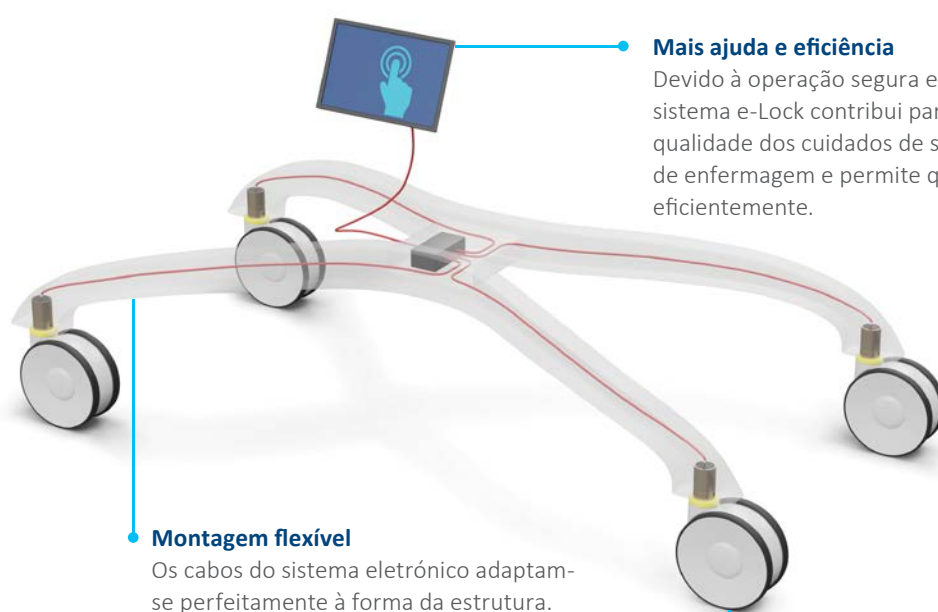 Mais ajuda e eficiência
Devido à operação segura e
sistema e-Lock contribui par
qualidade dos cuidados de s
de enfermagem e permite q
eficientemente.
Montagem flexível
Os cabos do sistema eletrónico adaptam-
se perfeitamente à forma da estrutura.